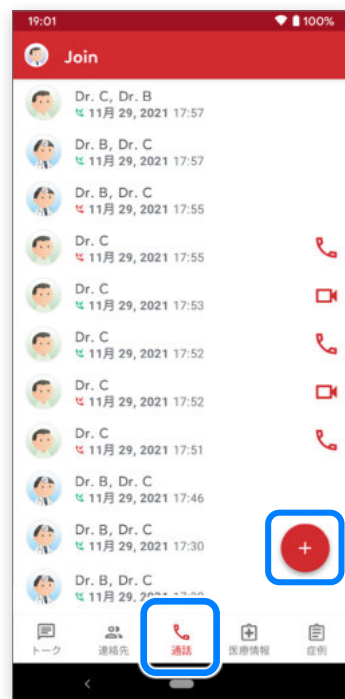 19:01 100%
Join
Dr. C, Dr. B
11月 29, 2021 17:57
Dr. B, Dr. C
11月 29, 2021 17:57
Dr. B, Dr. C
11月 29, 2021 17:55
Dr. C
11月 29, 2021 17:55
Dr. C
11月 29, 2021 17:53
Dr. C
11月 29, 2021 17:52
Dr. C
11月 29, 2021 17:52
Dr. C
11月 29, 2021 17:51
Dr. B, Dr. C
11月 29, 2021 17:46
Dr. B, Dr. C
11月 29, 2021 17:30
+
Dr. B, Dr. C
11月 29, 2021
トーク 連絡先 通話 医療情報 症例